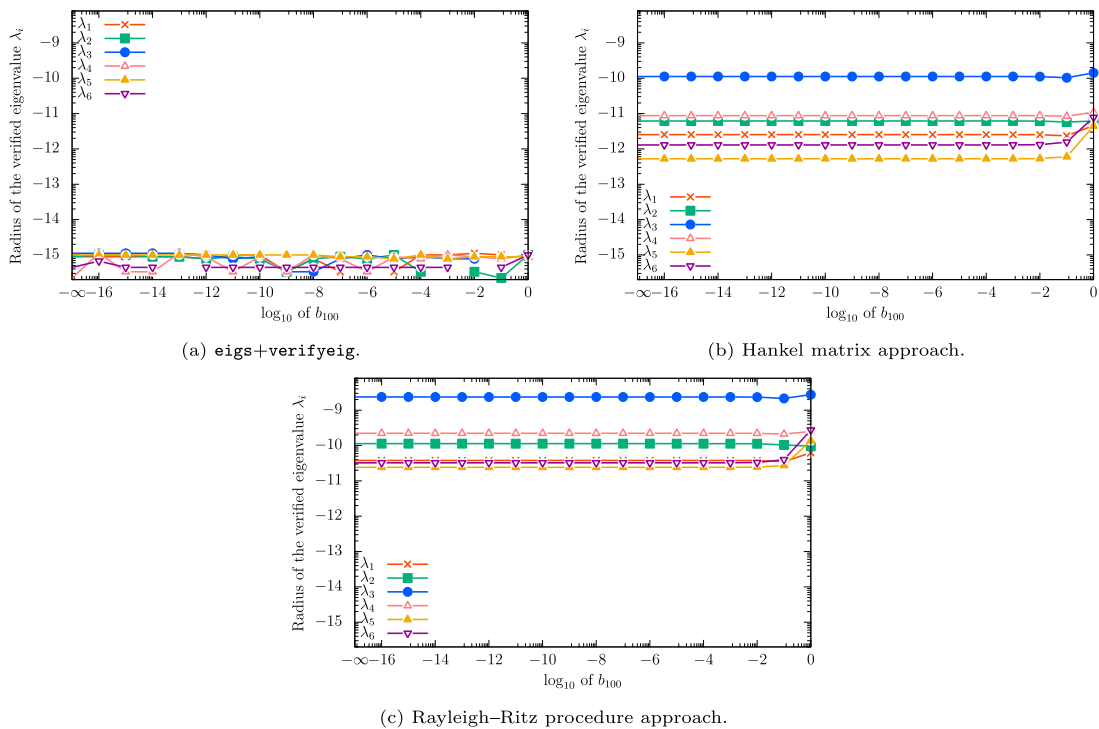 λ1
λ2
λ3
λ4
λ5
λ6
−9
−10
−11
−12
−13
−14
−15
Radius of the verified eigenvalue λi
−∞ −16 −14 −12 −10 −8 −6 −4 −2 0
log10 of b100
(a) eigs+verifyeig.
−9
−10
−11
−12
−13
−14
−15
Radius of the verified eigenvalue λi
λ1
λ2
λ3
λ4
λ5
λ6
−∞ −16 −14 −12 −10 −8 −6 −4 −2 0
log10 of b100
(b) Hankel matrix approach.
−9
−10
−11
−12
−13
−14
−15
Radius of the verified eigenvalue λi
λ1
λ2
λ3
λ4
λ5
λ6
−∞ −16 −14 −12 −10 −8 −6 −4 −2 0
log10 of b100
(c) Rayleigh–Ritz procedure approach.